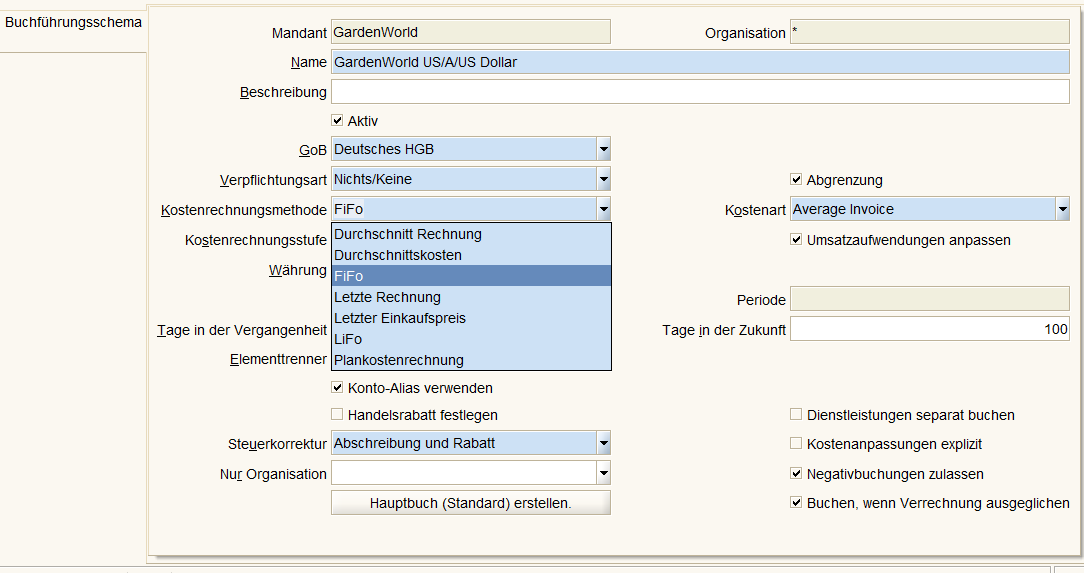 Buchführungsschema
Mandant GardenWorld Organisation *
Name GardenWorld US/A/US Dollar
Beschreibung
Aktiv
GoB Deutsches HGB
Verpflichtungsart Nichts/Keine Abgrenzung
Kostenrechnungsmethode FiFo Kostenart Average Invoice
Durchschnitt Rechnung
Kostenrechnungsstufe Umsatzaufwendungen anpassen
Durchschnittskosten
Währung FiFo
Letzte Rechnung Periode
Letzter Einkaufspreis
Tage in der Vergangenheit Tage in der Zukunft 100
LiFo
Elementtrenner Plankostenrechnung
Konto-Alias verwenden
Handelsrabatt festlegen Dienstleistungen separat buchen
Steuerkorrektur Abschreibung und Rabatt Kostenanpassungen explizit
Nur Organisation Negativbuchungen zulassen
Hauptbuch (Standard) erstellen. Buchen, wenn Verrechnung ausgeglichen